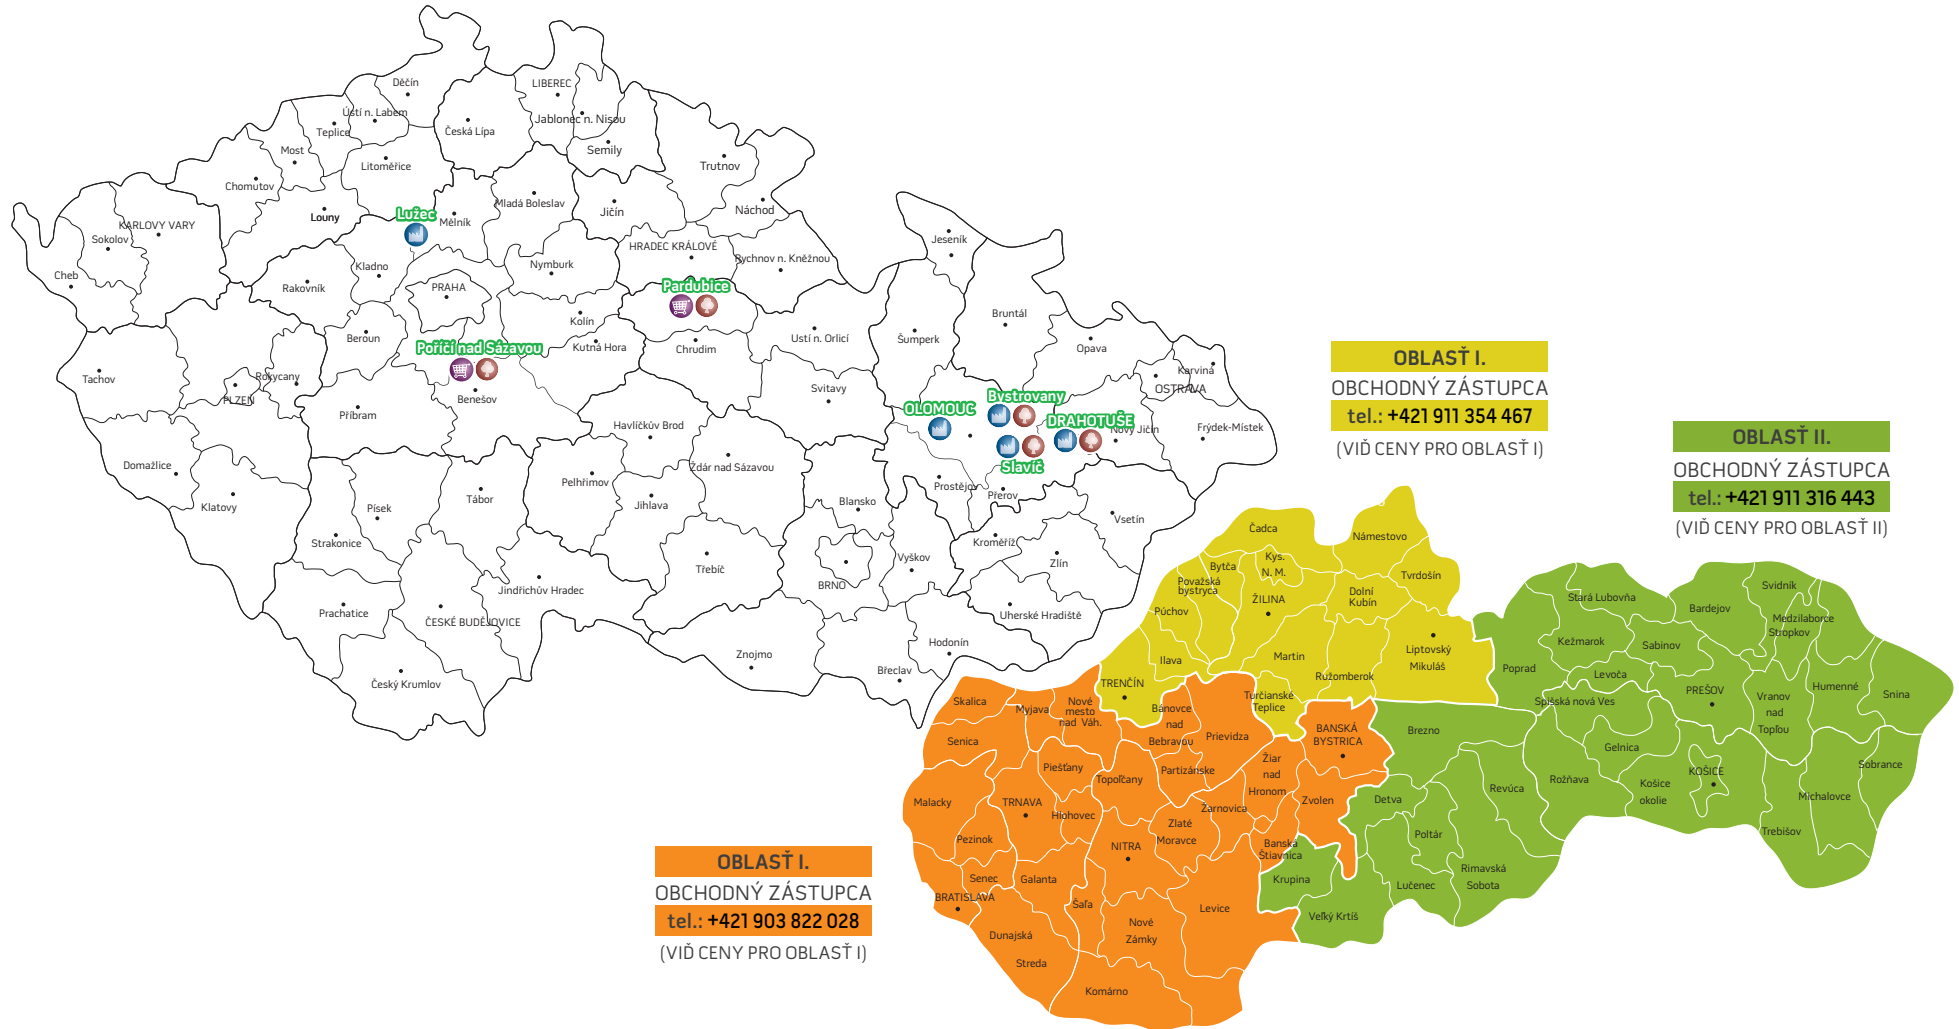 Děčín
LIBEREC
Ústí n. Labem
Teplice
Česká Lípa
Jablonec n. Nisou
Most
Semily
Litoměřice
Trutnov
Chomutov
Louny
Lužec
Mělník
Mladá Boleslav
Jičín
Náchod
KARLOVY VARY
Sokolov
Cheb
HRADEC KRÁLOVÉ
Rychnov n. Kněžnou
Jeseník
Kladno
Nymburk
Rakovník
PRAHA
Pardubice
Kolín
Bruntál
Beroun
Poříčí nad Sázavou
Kutná Hora
Chrudim
Ustí n. Orlicí
Šumperk
Opava
Tachov
Rokycany
PLZEŇ
Benešov
Svitavy
Karviná
OSTRAVA
Příbram
OLOMOUC
Bystrovany
DRAHOTUŠE
Nový Jičín
Frýdek-Místek
Slavíč
Havlíčkův Brod
Domažlice
Klatovy
Ždár nad Sázavou
Pelhřimov
Tábor
Jihlava
Prostějov
Přerov
Blansko
Písek
Vsetín
Strakonice
Kroměříž
Vyškov
Třebíč
Zlín
BRNO
Jindřichův Hradec
Prachatice
ČESKÉ BUDĚJOVICE
Uherské Hradiště
Znojmo
Hodonín
Břeclav
Český Krumlov
OBLASŤ I.
OBCHODNÝ ZÁSTUPCA
tel.: +421 911 354 467
(VIĎ CENY PRO OBLASŤ I)
OBLASŤ II.
OBCHODNÝ ZÁSTUPCA
tel.: +421 911 316 443
(VIĎ CENY PRO OBLASŤ II)
Čadca
Námestovo
Kys.
N. M.
Bytča
Považská
bystryca
Tvrdošín
Dolní
Kubín
ŽILINA
Púchov
Ilava
Martin
Liptovský
Mikuláš
Ružomberok
TRENČÍN
Turčianské
Teplice
Stará Lubovňa
Svidník
Bardejov
Medzilaborce
Stropkov
Kežmarok
Sabinov
Poprad
Levoča
PREŠOV
Spišská nová Ves
Vranov
nad
Topľou
Humenné
Snina
Brezno
Gelnica
Rožňava
Košice
okolie
KOŠICE
Sobrance
Michalovce
Trebišov
Revúca
Detva
Poltár
Rimavská
Sobota
Lučenec
Krupina
Veľký Krtíš
Skalica
Myjava
Nové
mesto
nad Váh.
Bánovce
nad
Bebravou
Prievidza
BANSKÁ
BYSTRICA
Senica
Piešťany
Topoľčany
Partizánske
Žiar
nad
Hronom
Zvolen
Malacky
TRNAVA
Hlohovec
Žarnovica
Zlaté
Moravce
Pezinok
NITRA
Banská
Štiavnica
Senec
Galanta
BRATISLAVA
Šaľa
Levice
Nové
Zámky
Dunajská
Streda
Komárno
OBLASŤ I.
OBCHODNÝ ZÁSTUPCA
tel.: +421 903 822 028
(VIĎ CENY PRO OBLASŤ I)